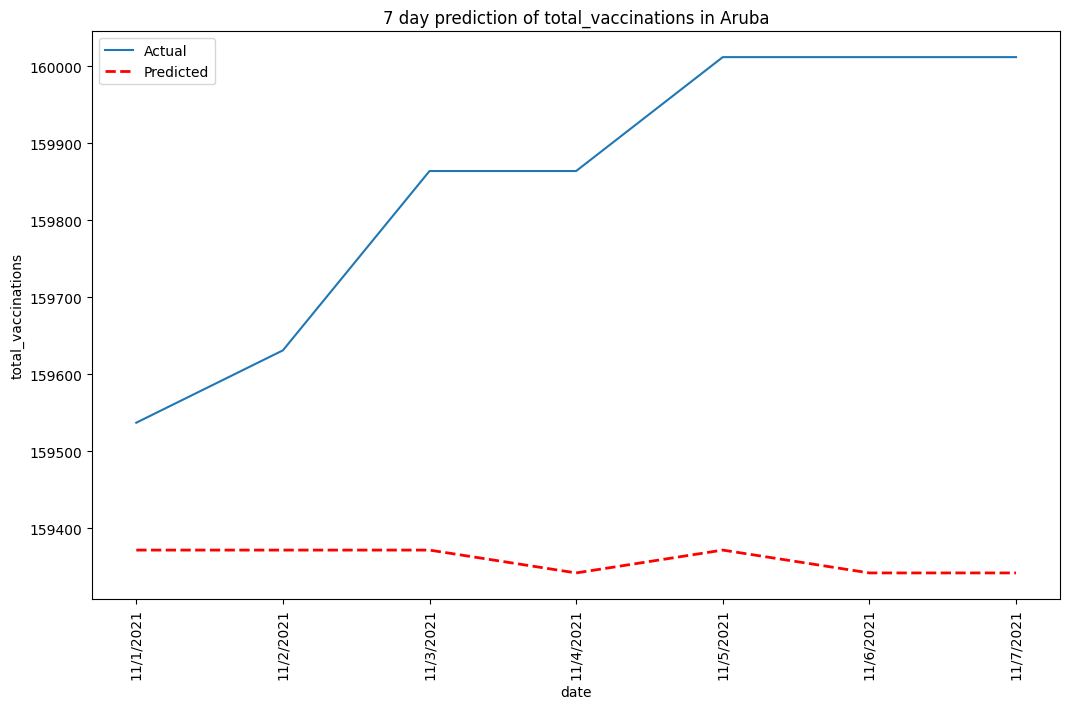 7 day prediction of total_vaccinations in Aruba
Actual
Predicted
160000
159900
159800
159700
159600
159500
159400
total_vaccinations
11/1/2021
11/2/2021
11/3/2021
11/4/2021
11/5/2021
11/6/2021
11/7/2021
date